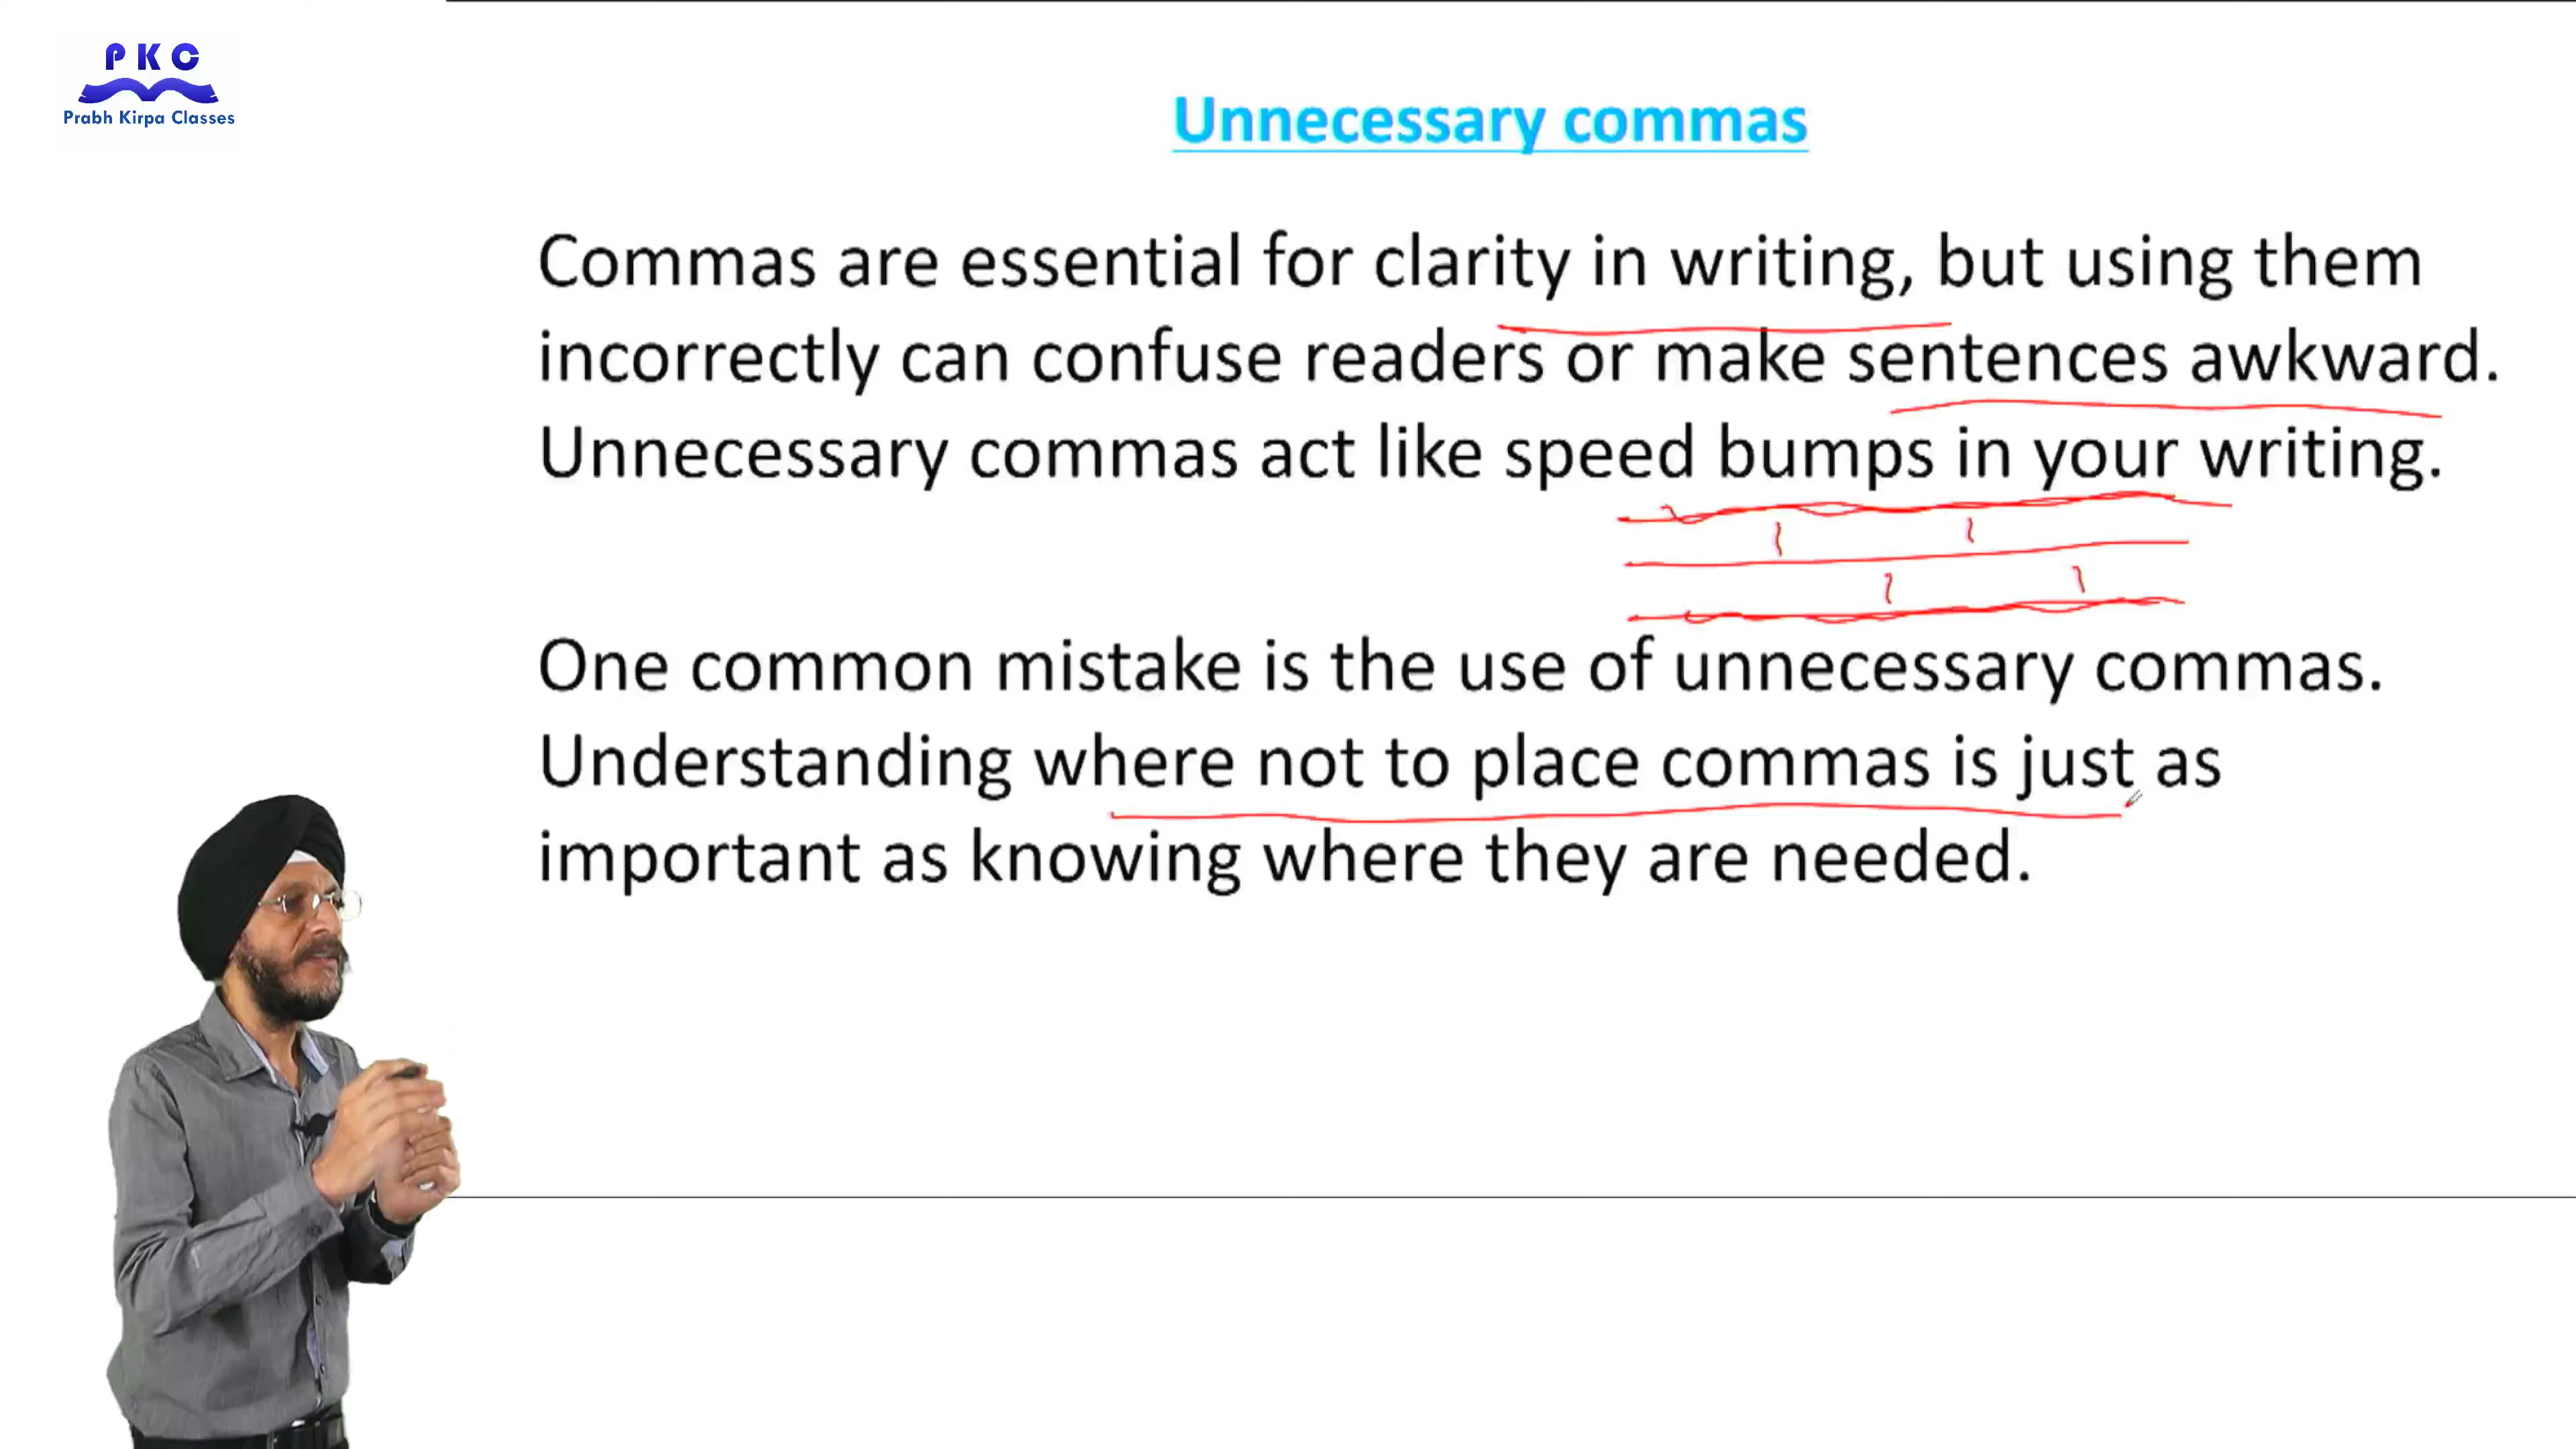 PKC
Prabh Kirpa Classes
Unnecessary commas
Commas are essential for clarity in writing, but using them
incorrectly can confuse readers or make sentences awkward.
Unnecessary commas act like speed bumps in your writing.
One common mistake is the use of unnecessary commas.
Understanding where not to place commas is just as
important as knowing where they are needed.